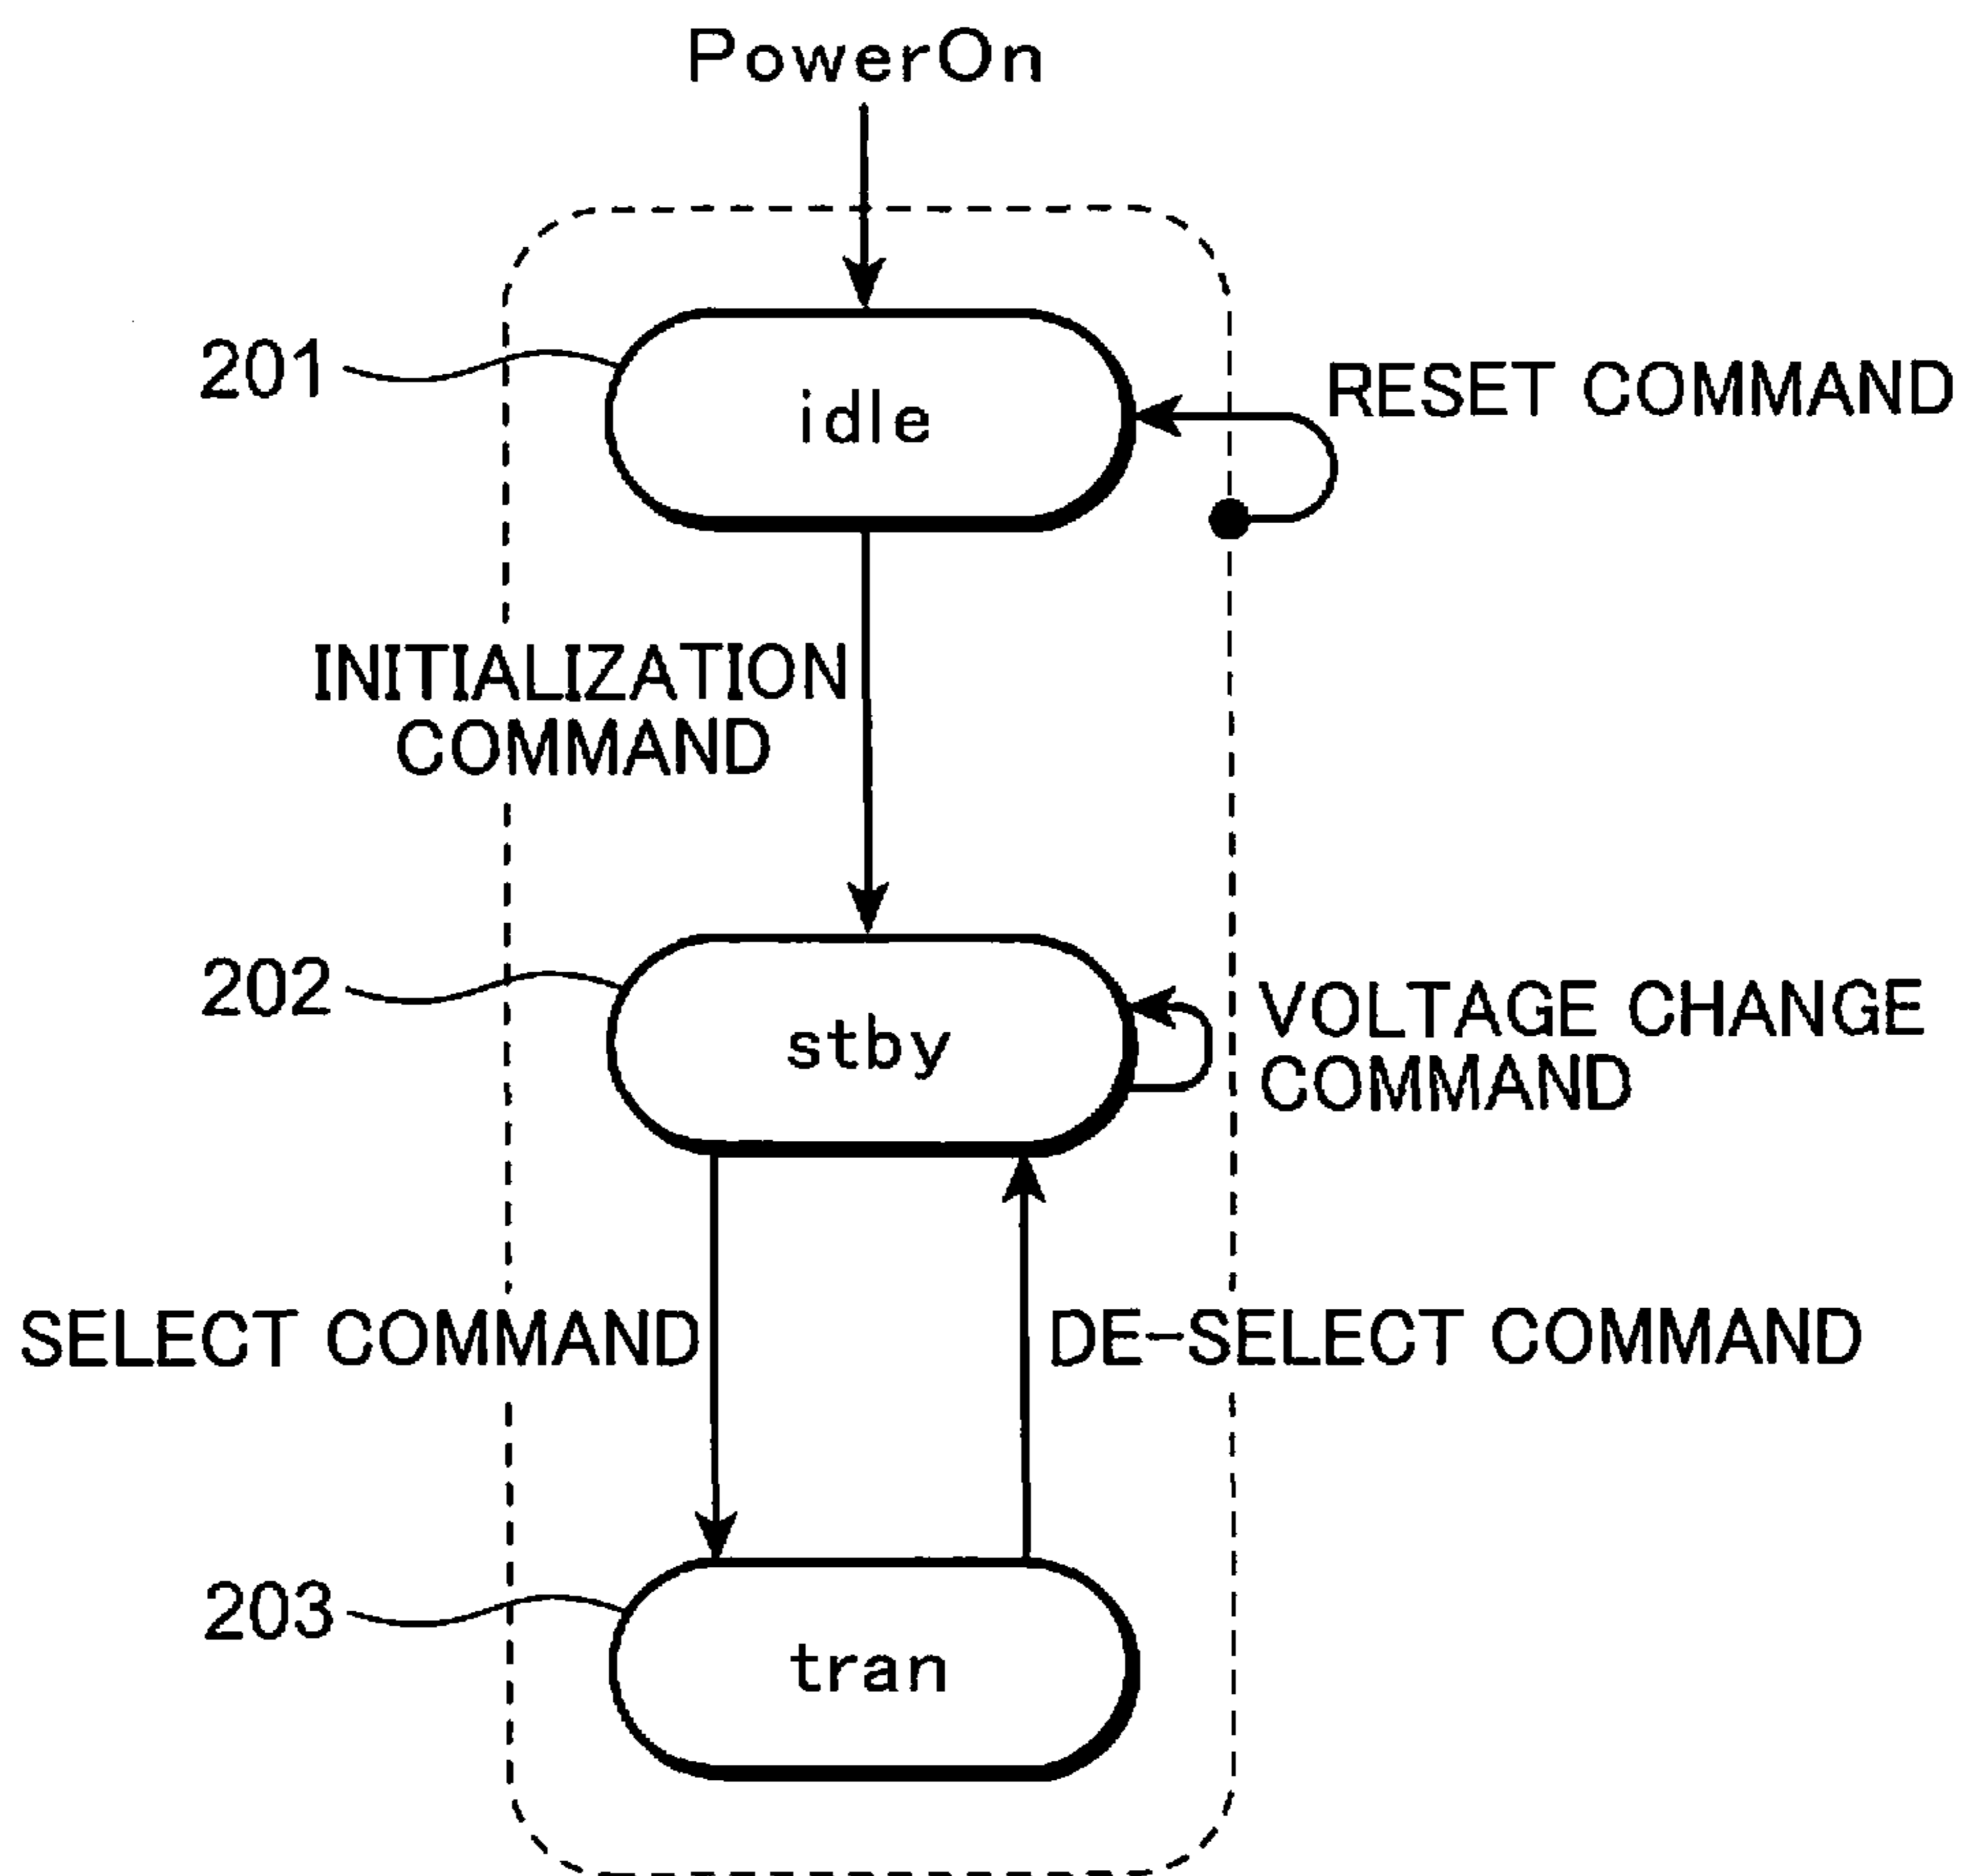 PowerOn
201
idle
RESET COMMAND
INITIALIZATION
COMMAND
202
stby
VOLTAGE CHANGE
COMMAND
SELECT COMMAND
DE-SELECT COMMAND
203
tran